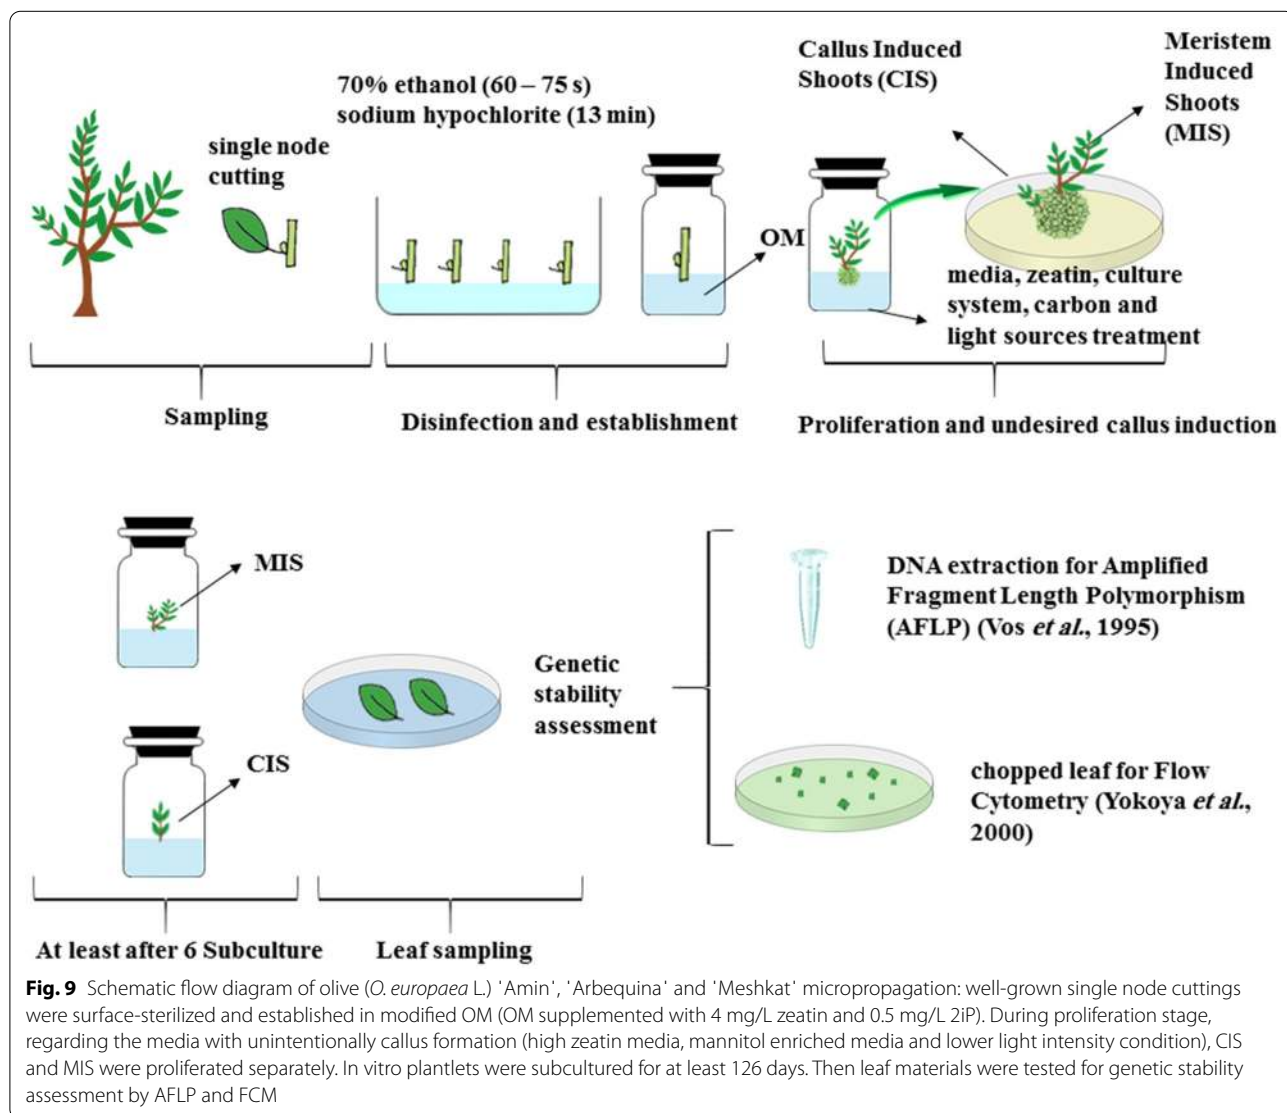 Callus Induced
Shoots (CIS)
Meristem
Induced
Shoots
(MIS)
70% ethanol (60 – 75 s)
sodium hypochlorite (13 min)
single node
cutting
OM
media, zeatin, culture
system, carbon and
light sources treatment
Sampling
Disinfection and establishment
Proliferation and undesired callus induction
MIS
CIS
Genetic
stability
assessment
DNA extraction for Amplified
Fragment Length Polymorphism
(AFLP) (Vos et al., 1995)
chopped leaf for Flow
Cytometry (Yokoya et al.,
2000)
At least after 6 Subculture
Leaf sampling
Fig. 9 Schematic flow diagram of olive (O. europaea L.) 'Amin', 'Arbequina' and 'Meshkat' micropropagation: well-grown single node cuttings
were surface-sterilized and established in modified OM (OM supplemented with 4 mg/L zeatin and 0.5 mg/L 2iP). During proliferation stage,
regarding the media with unintentionally callus formation (high zeatin media, mannitol enriched media and lower light intensity condition), CIS
and MIS were proliferated separately. In vitro plantlets were subcultured for at least 126 days. Then leaf materials were tested for genetic stability
assessment by AFLP and FCM